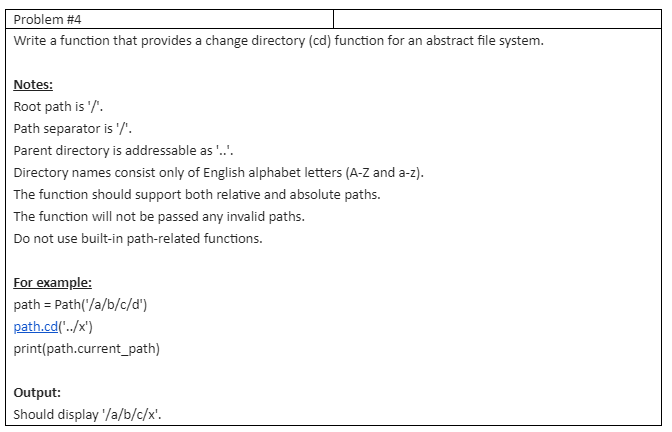 Problem #4
Write a function that provides a change directory (cd) function for an abstract file system.
Notes:
Root path is '/'.
Path separator is '/'.
Parent directory is addressable as '..'.
Directory names consist only of English alphabet letters (A-Z and a-z).
The function should support both relative and absolute paths.
The function will not be passed any invalid paths.
Do not use built-in path-related functions.
For example:
path = Path('/a/b/c/d')
path.cd('../x')
print(path.current_path)
Output:
Should display '/a/b/c/x'.